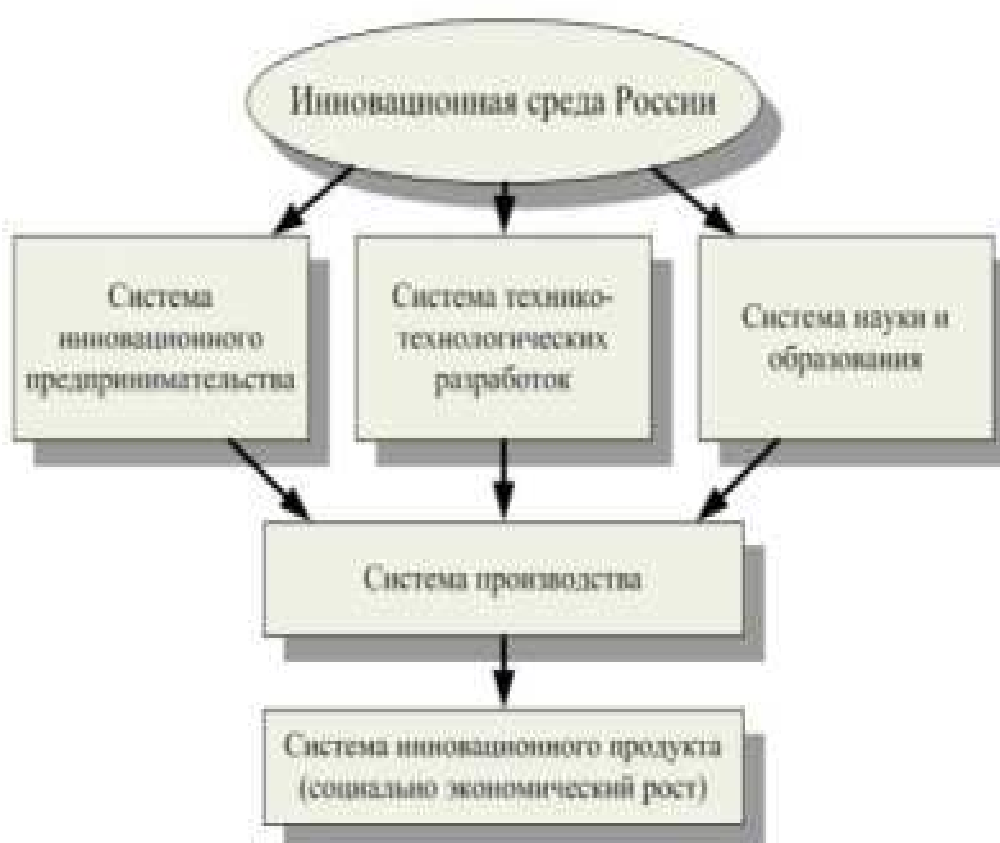 Инновационная среда России
Система
инновационного
предпринимательства
Система технико-
технологических
разработок
Система науки и
образования
Система производства
Система инновационного продукта
(социально экономический рост)